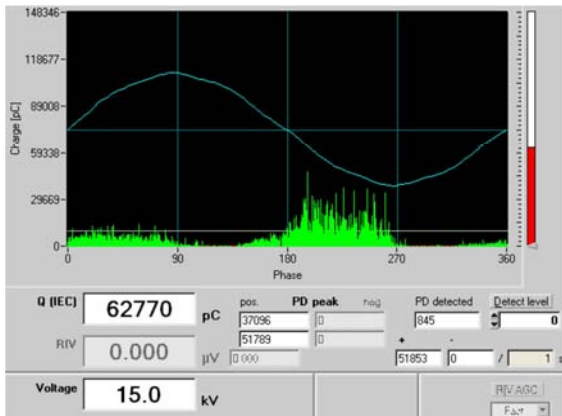 148346
118677
89008
59338
29669
0
Charge [pC]
0 90 180 270 360
Phase
Q (IEC) 62770 pC
pos. PD peak neg
37096 0
51789 0
PD detected Detect level
845 0
+ -
51853 0 / 1 s
RIV 0.000 µV 0.000
Voltage 15.0 kV
RIV AGC
Fast